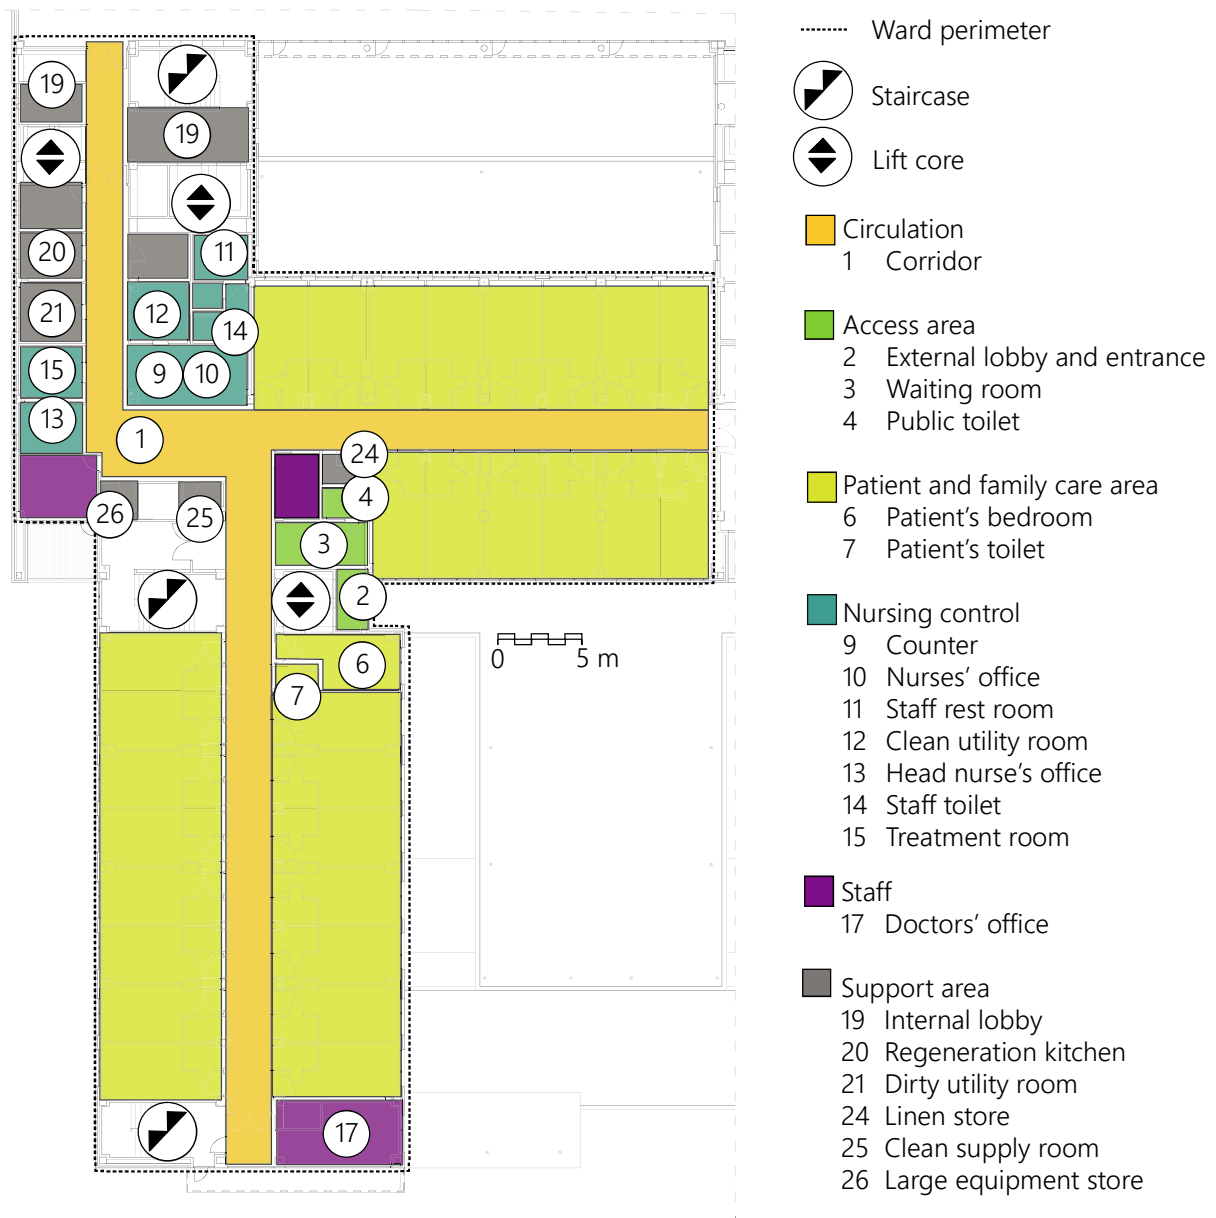 19
19
11
20
12
21
14
15
9
10
13
1
24
4
26
25
3
2
6
7
17
0
5 m
Ward perimeter
Staircase
Lift core
Circulation
1 Corridor
Access area
2 External lobby and entrance
3 Waiting room
4 Public toilet
Patient and family care area
6 Patient’s bedroom
7 Patient’s toilet
Nursing control
9 Counter
10 Nurses’ office
11 Staff rest room
12 Clean utility room
13 Head nurse’s office
14 Staff toilet
15 Treatment room
Staff
17 Doctors’ office
Support area
19 Internal lobby
20 Regeneration kitchen
21 Dirty utility room
24 Linen store
25 Clean supply room
26 Large equipment store